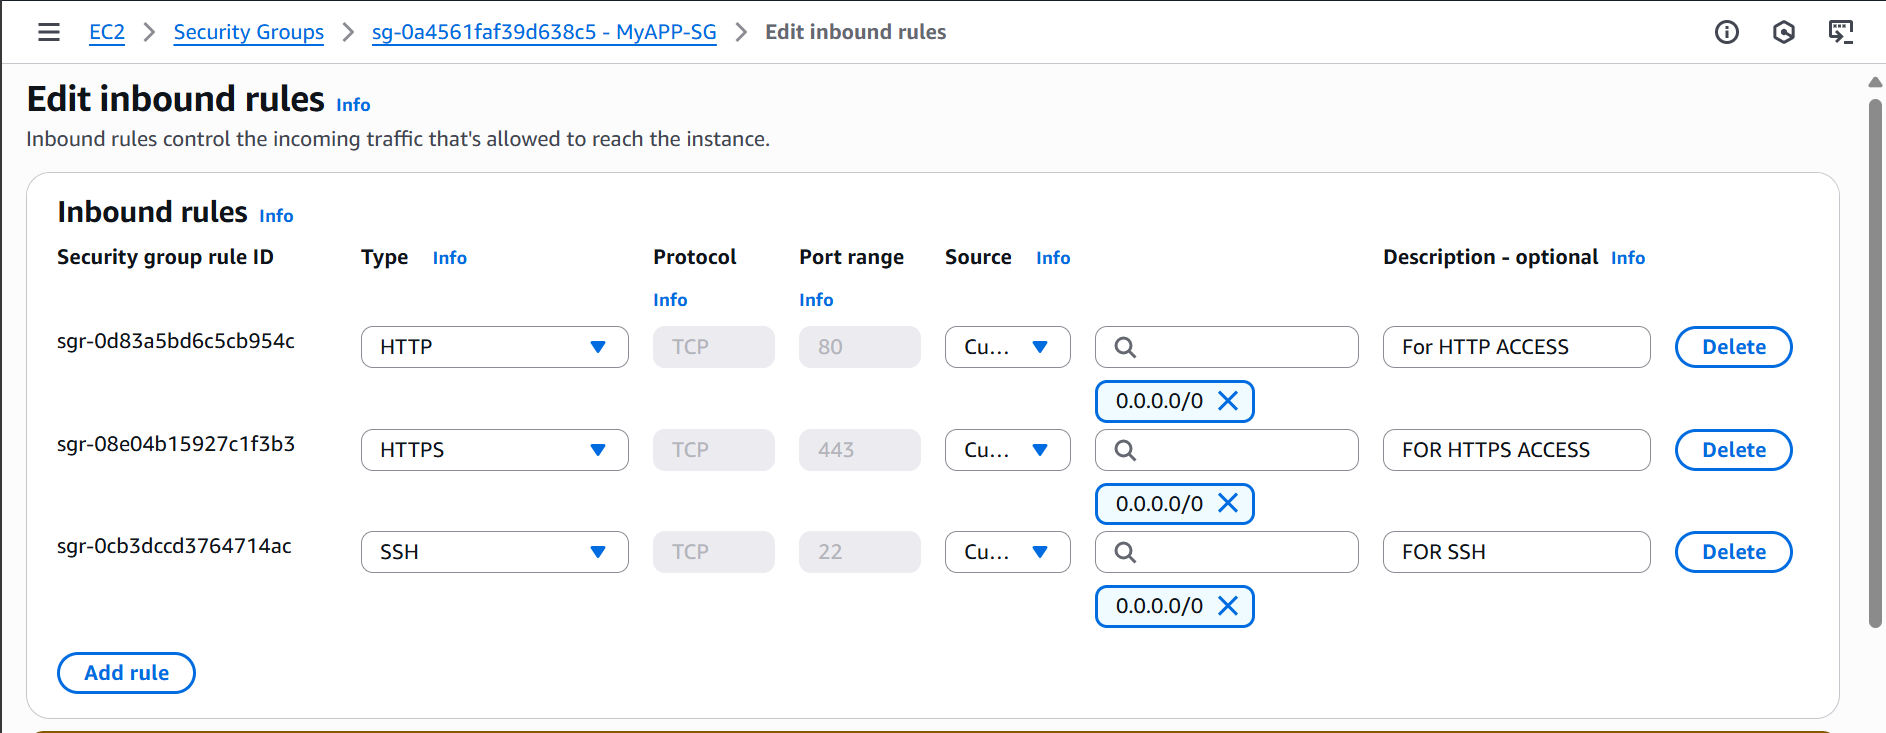 EC2 > Security Groups > sg-0a4561faf39d638c5 - MyAPP-SG > Edit inbound rules
Edit inbound rules Info
Inbound rules control the incoming traffic that's allowed to reach the instance.
Inbound rules Info
Security group rule ID Type Info Protocol Port range Source Info Description - optional Info
Info Info
sgr-0d83a5bd6c5cb954c HTTP TCP 80 Cu... For HTTP ACCESS Delete
0.0.0.0/0
sgr-08e04b15927c1f3b3 HTTPS TCP 443 Cu... FOR HTTPS ACCESS Delete
0.0.0.0/0
sgr-0cb3dccd3764714ac SSH TCP 22 Cu... FOR SSH Delete
0.0.0.0/0
Add rule